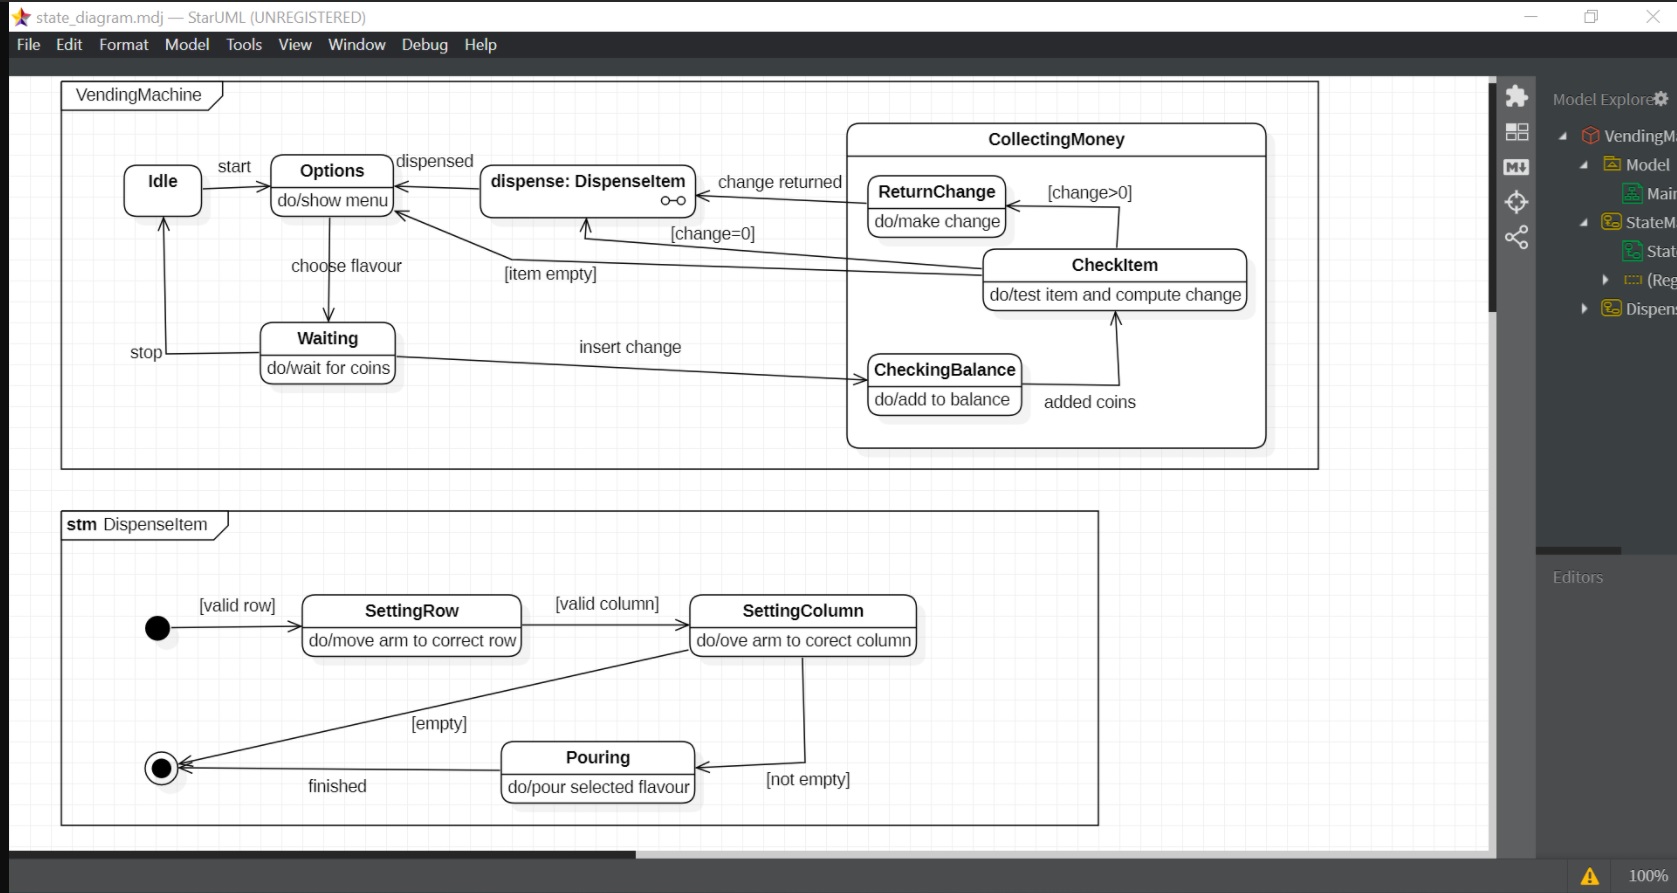 state_diagram.mdj — StarUML (UNREGISTERED)
File Edit Format Model Tools View Window Debug Help
VendingMachine
Idle
start
Options
do/show menu
dispensed
dispense: DispenseItem
change returned
CollectingMoney
ReturnChange
do/make change
[change>0]
[change=0]
[item empty]
CheckItem
do/test item and compute change
choose flavour
stop
Waiting
do/wait for coins
insert change
CheckingBalance
do/add to balance
added coins
stm DispenseItem
[valid row]
SettingRow
do/move arm to correct row
[valid column]
SettingColumn
do/ove arm to corect column
[empty]
Pouring
do/pour selected flavour
[not empty]
finished
M
Model Explore
VendingMa
Model
Main
StateMa
State
(Reg
Dispens
Editors
100%